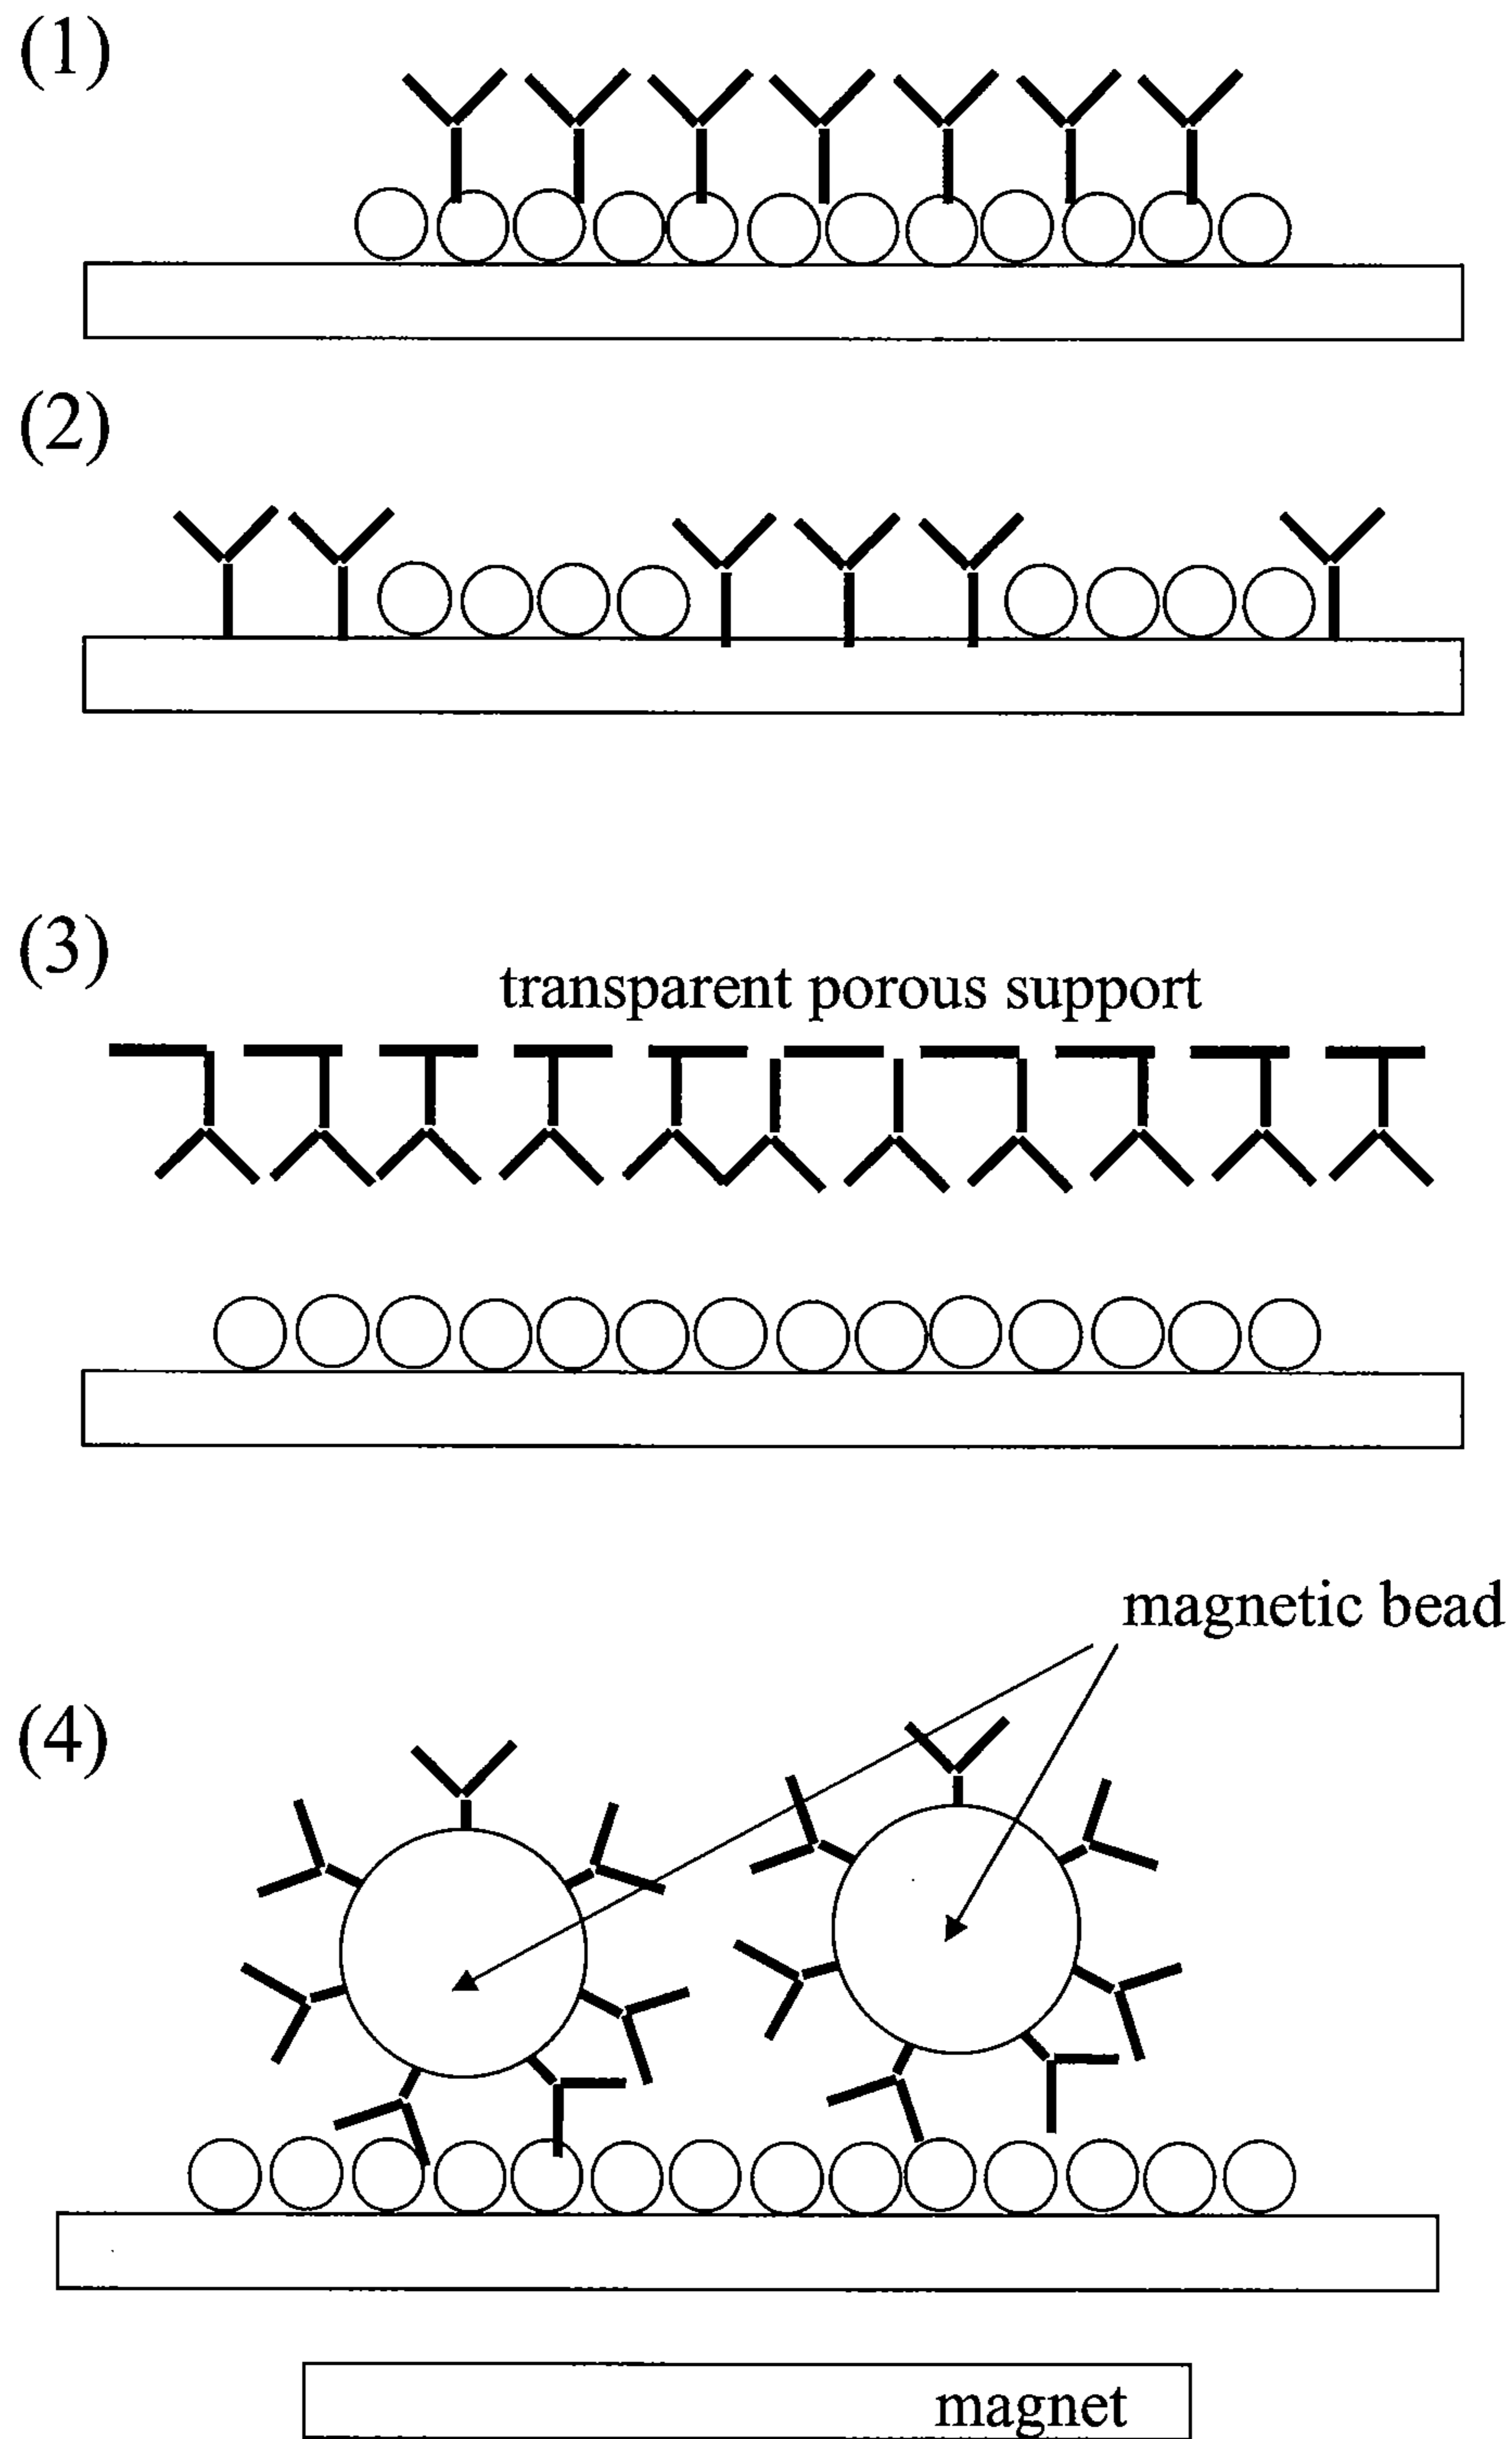 (1)
(2)
(3)
transparent porous support
magnetic bead
(4)
magnet